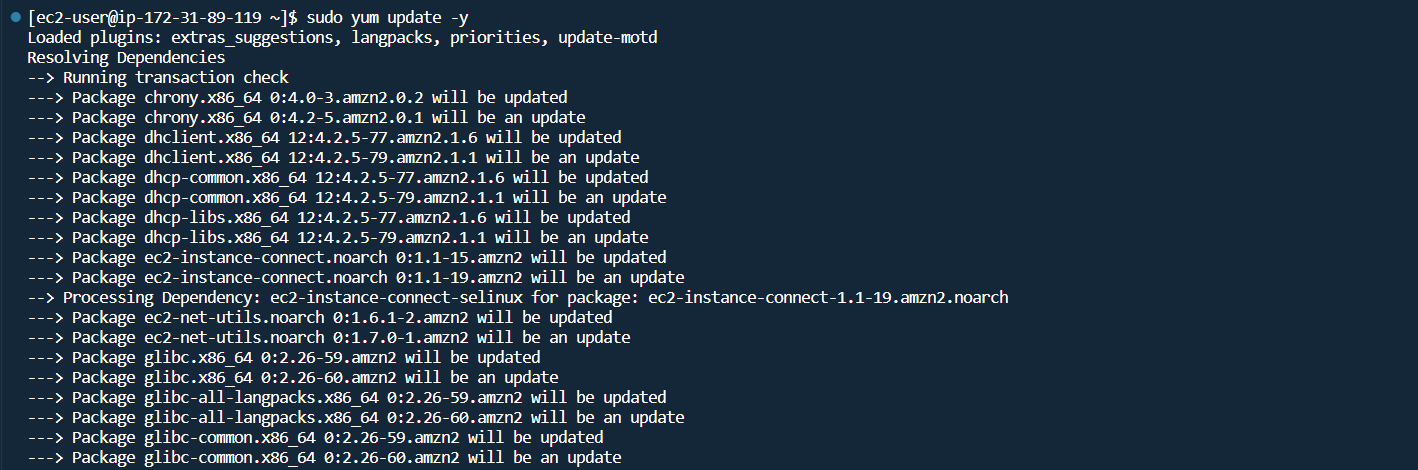 [ec2-user@ip-172-31-89-119 ~]$ sudo yum update -y
Loaded plugins: extras_suggestions, langpacks, priorities, update-motd
Resolving Dependencies
--> Running transaction check
---> Package chrony.x86_64 0:4.0-3.amzn2.0.2 will be updated
---> Package chrony.x86_64 0:4.2-5.amzn2.0.1 will be an update
---> Package dhclient.x86_64 12:4.2.5-77.amzn2.1.6 will be updated
---> Package dhclient.x86_64 12:4.2.5-79.amzn2.1.1 will be an update
---> Package dhcp-common.x86_64 12:4.2.5-77.amzn2.1.6 will be updated
---> Package dhcp-common.x86_64 12:4.2.5-79.amzn2.1.1 will be an update
---> Package dhcp-libs.x86_64 12:4.2.5-77.amzn2.1.6 will be updated
---> Package dhcp-libs.x86_64 12:4.2.5-79.amzn2.1.1 will be an update
---> Package ec2-instance-connect.noarch 0:1.1-15.amzn2 will be updated
---> Package ec2-instance-connect.noarch 0:1.1-19.amzn2 will be an update
--> Processing Dependency: ec2-instance-connect-selinux for package: ec2-instance-connect-1.1-19.amzn2.noarch
---> Package ec2-net-utils.noarch 0:1.6.1-2.amzn2 will be updated
---> Package ec2-net-utils.noarch 0:1.7.0-1.amzn2 will be an update
---> Package glibc.x86_64 0:2.26-59.amzn2 will be updated
---> Package glibc.x86_64 0:2.26-60.amzn2 will be an update
---> Package glibc-all-langpacks.x86_64 0:2.26-59.amzn2 will be updated
---> Package glibc-all-langpacks.x86_64 0:2.26-60.amzn2 will be an update
---> Package glibc-common.x86_64 0:2.26-59.amzn2 will be updated
---> Package glibc-common.x86_64 0:2.26-60.amzn2 will be an update